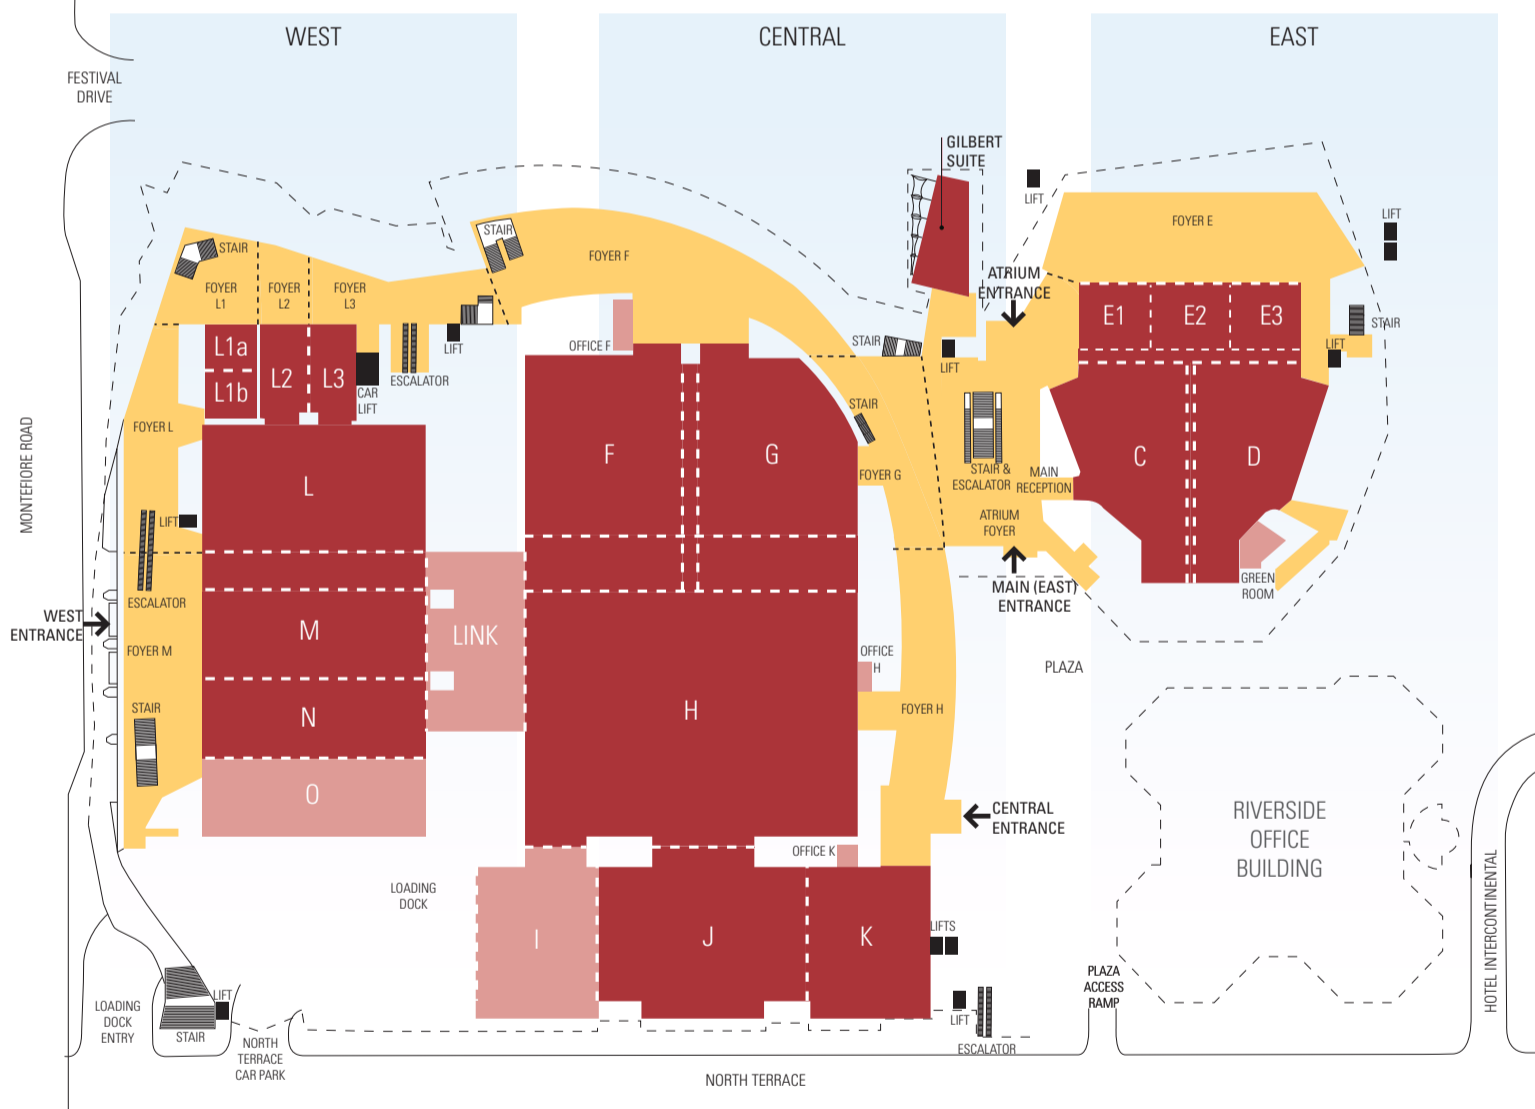 WEST
CENTRAL
EAST
FESTIVAL
DRIVE
GILBERT
SUITE
LIFT
FOYER E
LIFT
STAIR
STAIR
FOYER F
FOYER
L1
FOYER
L2
FOYER
L3
ATRIUM
ENTRANCE
E1
E2
E3
STAIR
L1a
L1b
L2
L3
LIFT
ESCALATOR
CAR
LIFT
OFFICE F
STAIR
LIFT
LIFT
STAIR
MONTEFIORE ROAD
FOYER L
L
F
G
FOYER G
STAIR &
ESCALATOR
MAIN
RECEPTION
C
D
LIFT
ATRIUM
FOYER
ESCALATOR
WEST
ENTRANCE
FOYER M
M
LINK
MAIN (EAST)
ENTRANCE
GREEN
ROOM
OFFICE
H
PLAZA
STAIR
N
H
FOYER H
O
CENTRAL
ENTRANCE
RIVERSIDE
OFFICE
BUILDING
OFFICE K
LOADING
DOCK
I
J
K
LIFTS
HOTEL INTERCONTINENTAL
PLAZA
ACCESS
RAMP
LOADING
DOCK
ENTRY
LIFT
STAIR
NORTH
TERRACE
CAR PARK
LIFT
ESCALATOR
NORTH TERRACE